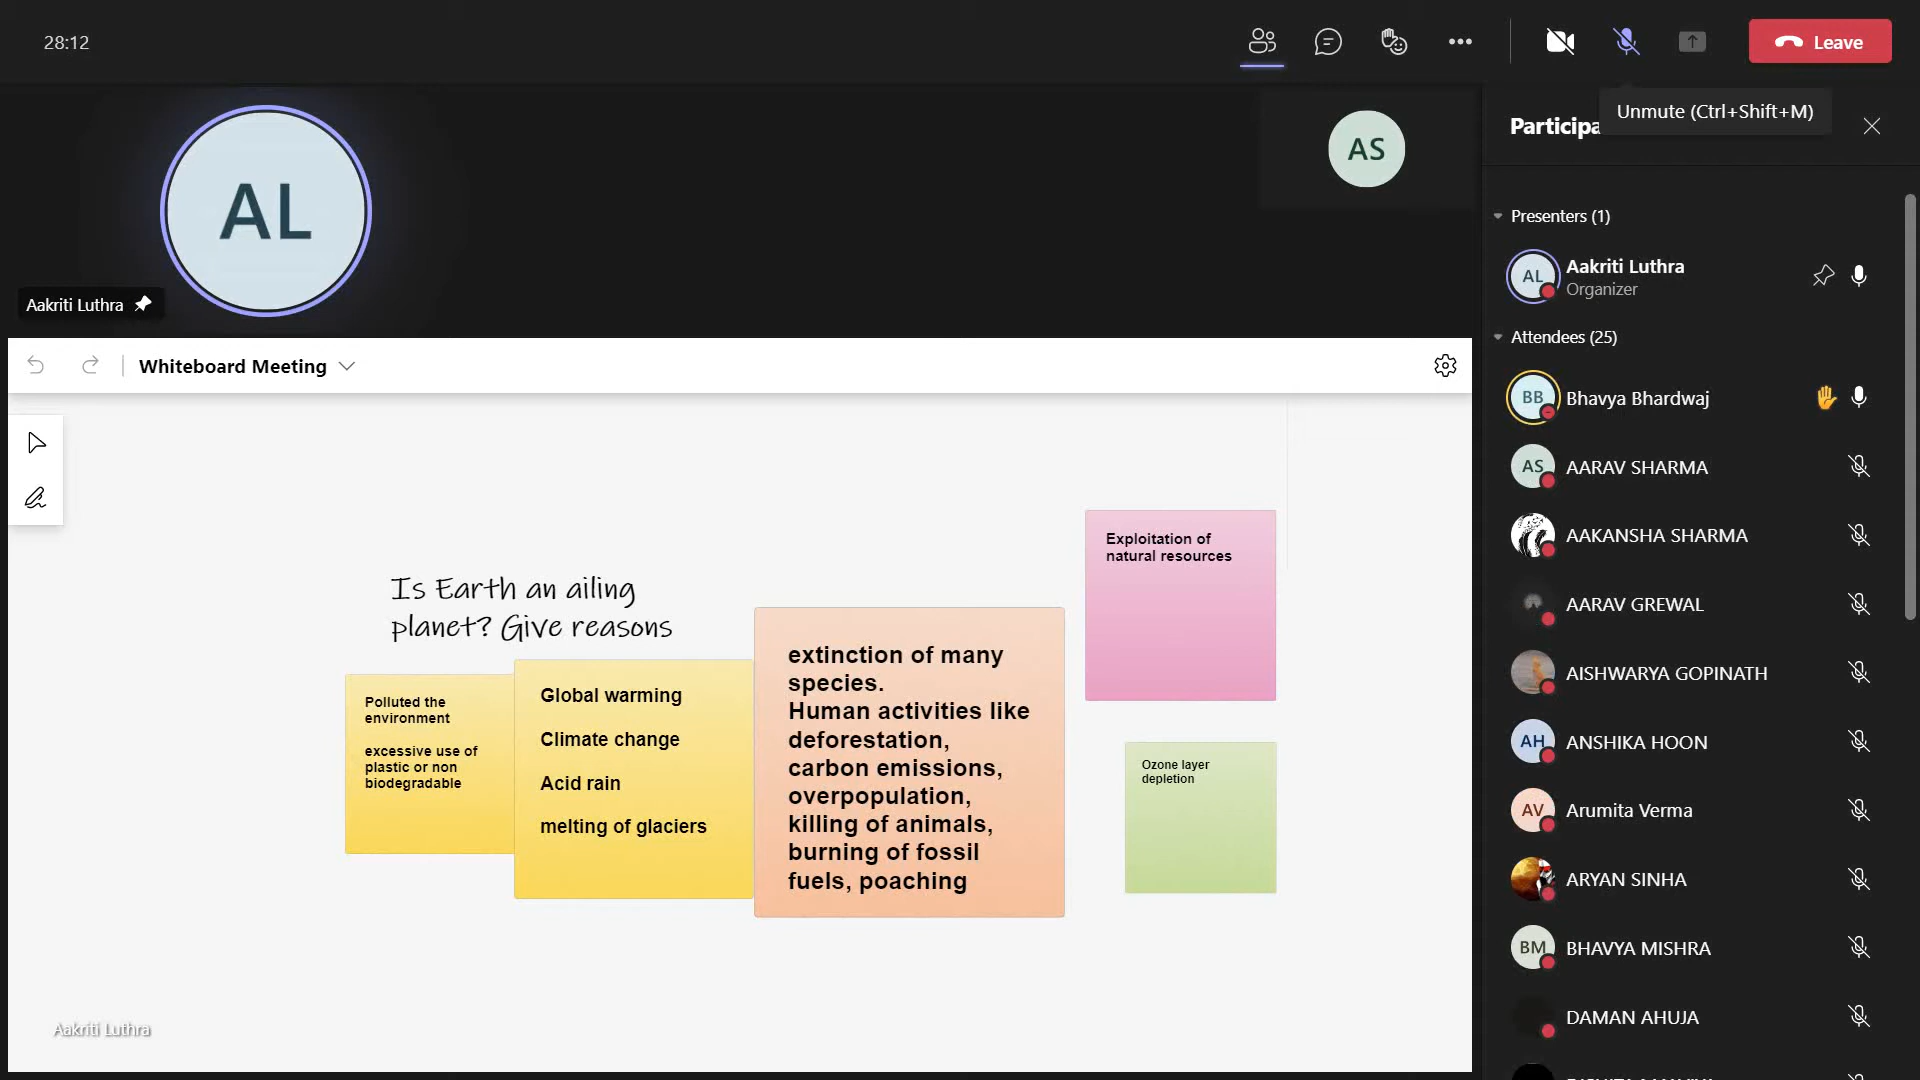 28:12
Leave
Unmute (Ctrl+Shift+M)
AL
AS
Aakriti Luthra
Whiteboard Meeting
Is Earth an ailing
planet? Give reasons
Polluted the
environment
excessive use of
plastic or non
biodegradable
Global warming
Climate change
Acid rain
melting of glaciers
extinction of many
species.
Human activities like
deforestation,
carbon emissions,
overpopulation,
killing of animals,
burning of fossil
fuels, poaching
Exploitation of
natural resources
Ozone layer
depletion
Aakriti Luthra
Participa
Presenters (1)
AL
Aakriti Luthra
Organizer
Attendees (25)
BB
Bhavya Bhardwaj
AS
AARAV SHARMA
AAKANSHA SHARMA
AARAV GREWAL
AISHWARYA GOPINATH
AH
ANSHIKA HOON
AV
Arumita Verma
ARYAN SINHA
BM
BHAVYA MISHRA
DAMAN AHUJA